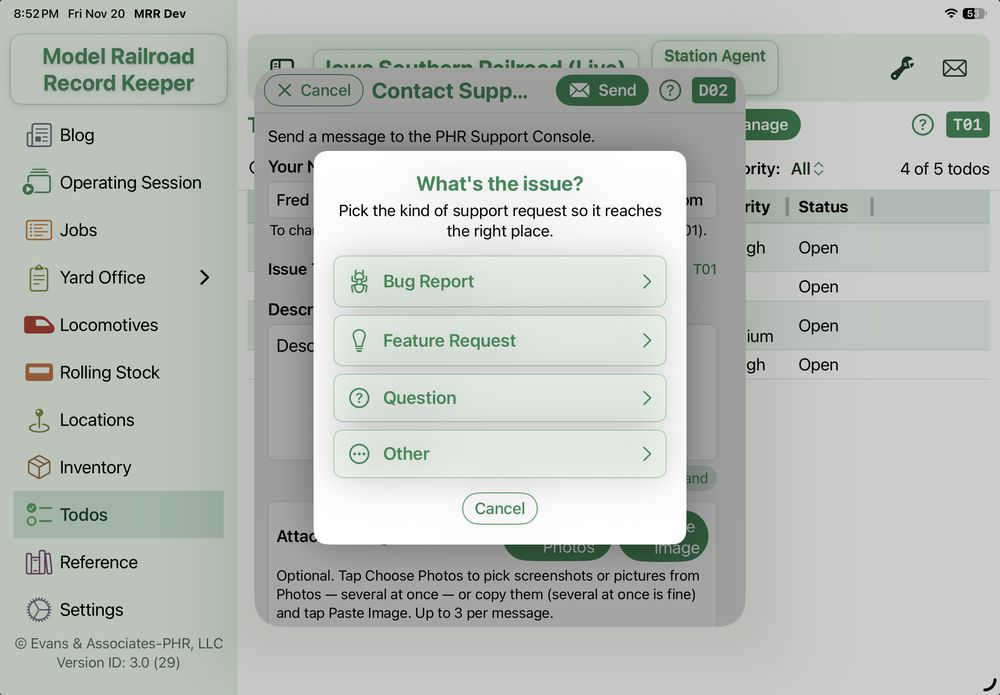 8:52 PM Fri Nov 20 MRR Dev
53
Model Railroad
Record Keeper
Blog
Operating Session
Jobs
Yard Office
Locomotives
Rolling Stock
Locations
Inventory
Todos
Reference
Settings
© Evans & Associates-PHR, LLC
Version ID: 3.0 (29)
Iowa Southern Railroad (Live)
Station Agent
Cancel
Contact Supp...
Send
?
D02
anage
?
T01
Send a message to the PHR Support Console.
Your N
rity: All
4 of 5 todos
Fred
om
rity
Status
To cha
01).
gh
Open
Issue T
T01
Open
Descr
Desc
ium
Open
gh
Open
What's the issue?
Pick the kind of support request so it reaches
the right place.
Bug Report
Feature Request
Question
Other
Cancel
and
Attac
Photos
e
Image
Optional. Tap Choose Photos to pick screenshots or pictures from
Photos — several at once — or copy them (several at once is fine)
and tap Paste Image. Up to 3 per message.